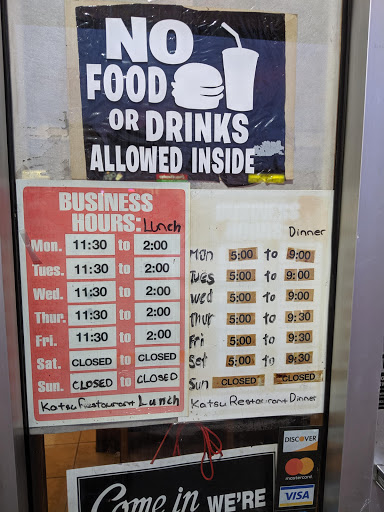 NO
FOOD
OR DRINKS
ALLOWED INSIDE
BUSINESS
HOURS: Lunch
Mon. 11:30 to 2:00
Tues. 11:30 to 2:00
Wed. 11:30 to 2:00
Thur. 11:30 to 2:00
Fri. 11:30 to 2:00
Sat. CLOSED to CLOSED
Sun. CLOSED to CLOSED
Katsu Restaurant Lunch
Dinner
Mon 5:00 to 9:00
Tues 5:00 to 9:00
Wed 5:00 to 9:00
Thur 5:00 to 9:30
Fri 5:00 to 9:30
Sat 5:00 to 9:30
Sun CLOSED CLOSED
Katsu Restaurant Dinner
DISCOVER
mastercard
VISA
Come in WE'RE